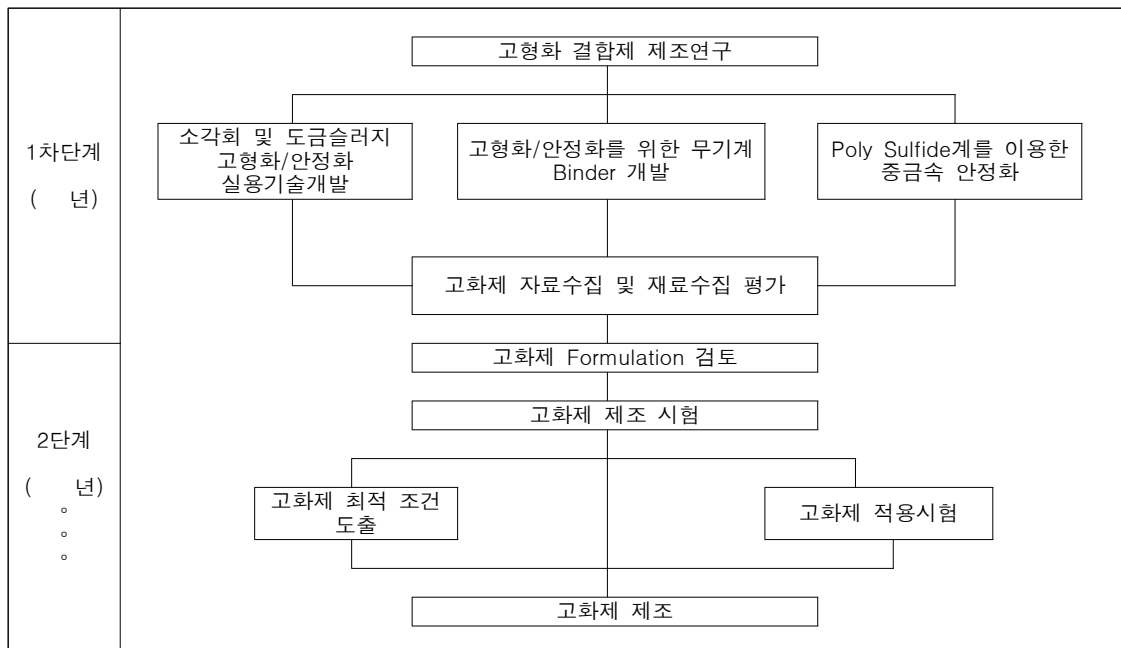 고형화 결합제 제조연구
1차단계
(    년)
소각회 및 도금슬러지
고형화/안정화
실용기술개발
고형화/안정화를 위한 무기계
Binder 개발
Poly Sulfide계를 이용한
중금속 안정화
고화제 자료수집 및 재료수집 평가
고화제 Formulation 검토
고화제 제조 시험
2단계
(    년)
。
。
。
고화제 최적 조건
도출
고화제 적용시험
고화제 제조